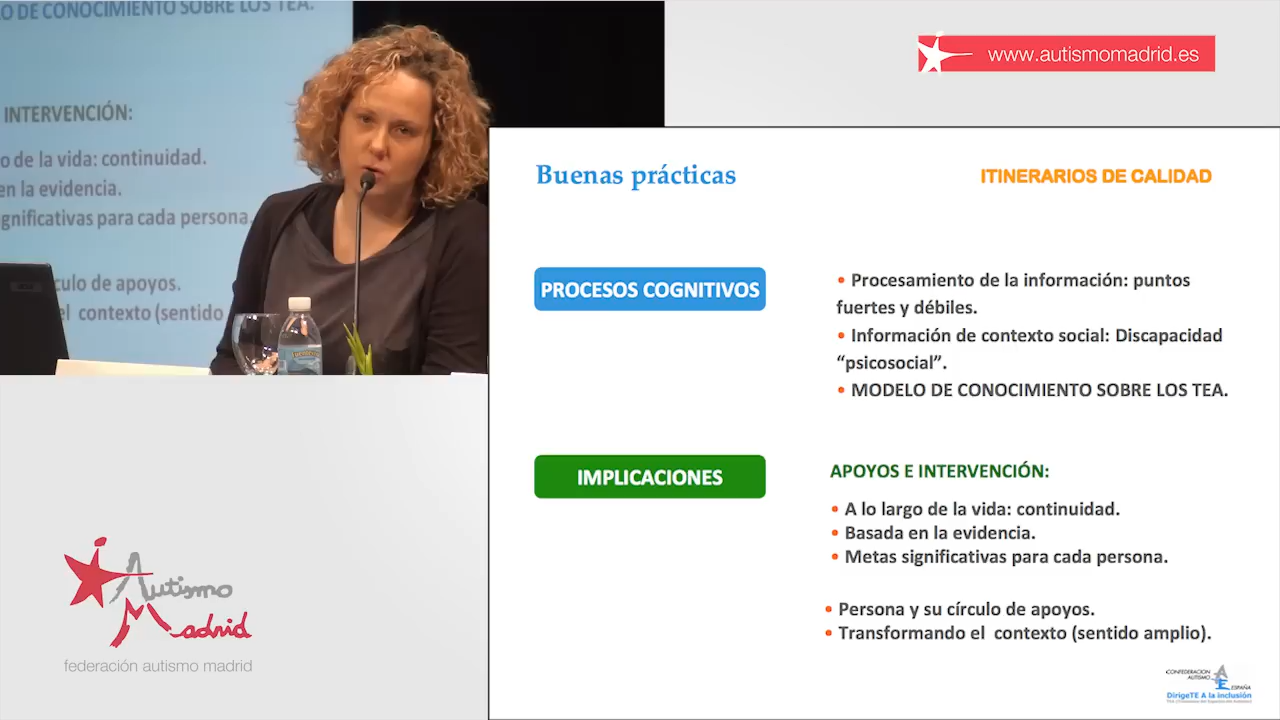 O DE CONOCIMIENTO SOBRE LOS TEA.
INTERVENCIÓN:
o de la vida: continuidad.
en la evidencia.
gnificativas para cada persona.
culo de apoyos.
el contexto (sentido
www.autismomadrid.es
Buenas prácticas
ITINERARIOS DE CALIDAD
PROCESOS COGNITIVOS
• Procesamiento de la información: puntos
fuertes y débiles.
• Información de contexto social: Discapacidad
“psicosocial”.
• MODELO DE CONOCIMIENTO SOBRE LOS TEA.
IMPLICACIONES
APOYOS E INTERVENCIÓN:
• A lo largo de la vida: continuidad.
• Basada en la evidencia.
• Metas significativas para cada persona.
• Persona y su círculo de apoyos.
• Transformando el contexto (sentido amplio).
Autismo
Madrid
federación autismo madrid
CONFEDERACION
AUTISMO
ESPAÑA
DirigeTE A la inclusión